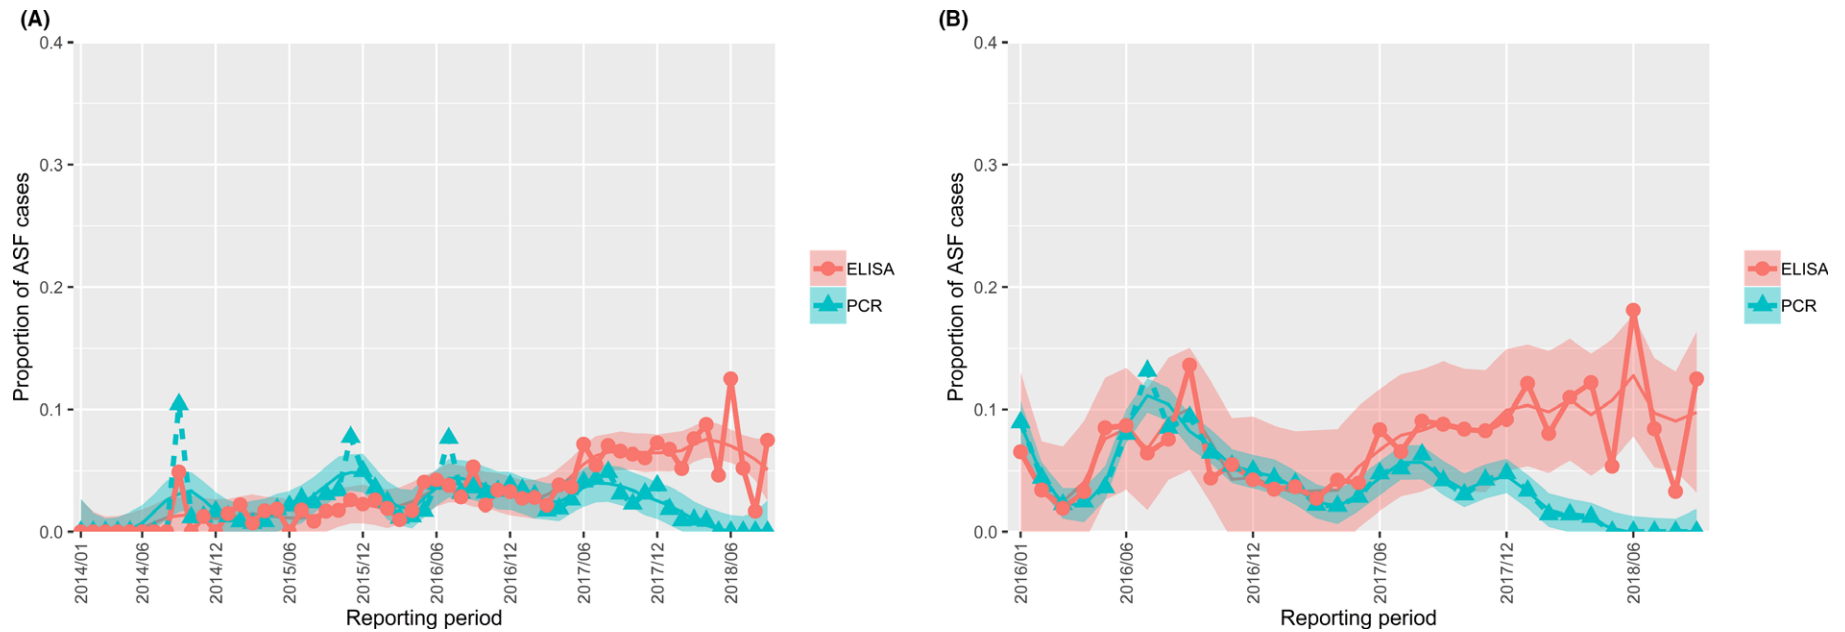 (A)
Proportion of ASF cases
0.4
0.3
0.2
0.1
0.0
2014/01
2014/06
2014/12
2015/06
2015/12
2016/06
2016/12
2017/06
2017/12
2018/06
Reporting period
ELISA
PCR
(B)
Proportion of ASF cases
0.4
0.3
0.2
0.1
0.0
2016/01
2016/06
2016/12
2017/06
2017/12
2018/06
Reporting period
ELISA
PCR